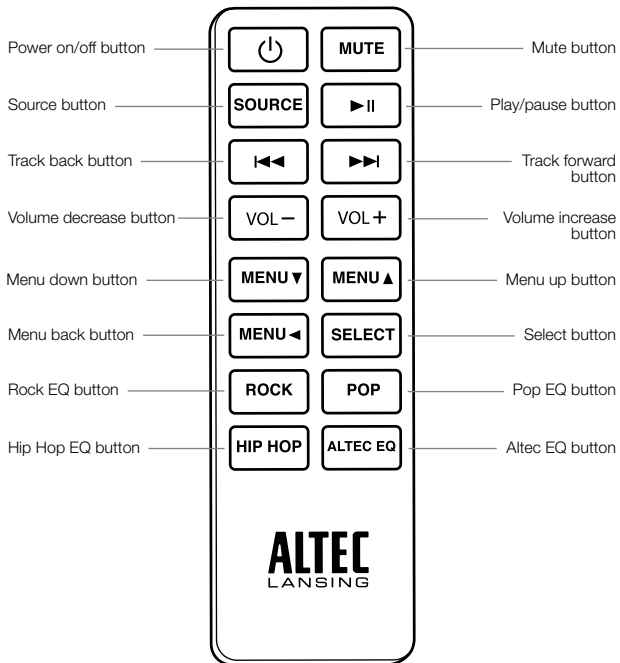 Power on/off button
MUTE
Mute button
Source button
SOURCE
Play/pause button
Track back button
Track forward
button
Volume decrease button
VOL−
VOL+
Volume increase
button
Menu down button
MENU▼
MENU▲
Menu up button
Menu back button
MENU◄
SELECT
Select button
Rock EQ button
ROCK
POP
Pop EQ button
Hip Hop EQ button
HIP HOP
ALTEC EQ
Altec EQ button
ALTEC
LANSING